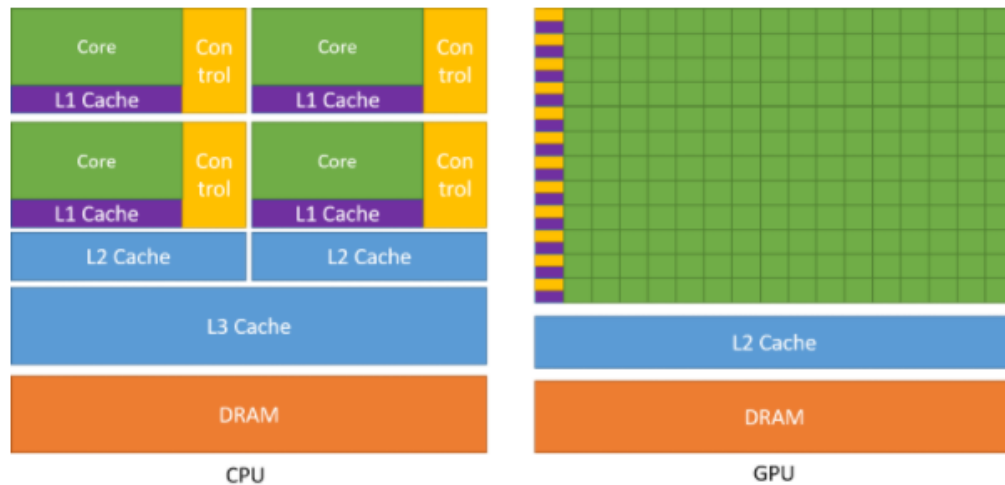 Core
Con
trol
L1 Cache
Core
Con
trol
L1 Cache
Core
Con
trol
L1 Cache
Core
Con
trol
L1 Cache
L2 Cache
L2 Cache
L3 Cache
DRAM
CPU
L2 Cache
DRAM
GPU